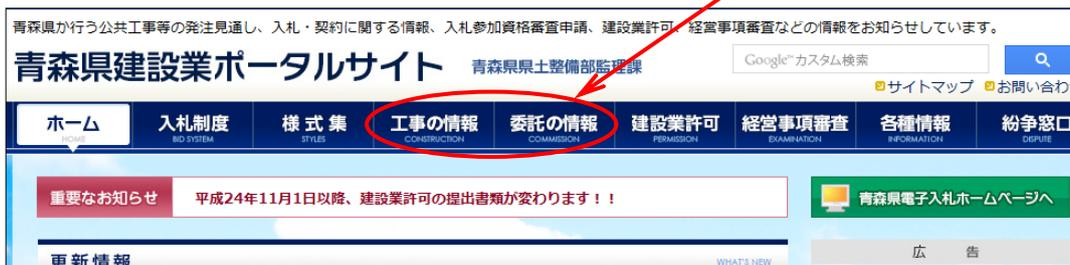 青森県が行う公共工事等の発注見通し、入札・契約に関する情報、入札参加資格審査申請、建設業許可、経営事項審査などの情報をお知らせしています。
青森県建設業ポータルサイト 青森県県土整備部監理課
Google™ カスタム検索
サイトマップ お問い合わ
ホーム 入札制度 様式集 工事の情報 委託の情報 建設業許可 経営事項審査 各種情報 紛争窓口
HOME BID SYSTEM STYLES CONSTRUCTION COMMISSION PERMISSION EXAMINATION INFORMATION DISPUTE
重要なお知らせ 平成24年11月1日以降、建設業許可の提出書類が変わります！！
青森県電子入札ホームページへ
更新情報 WHAT'S NEW
広 告